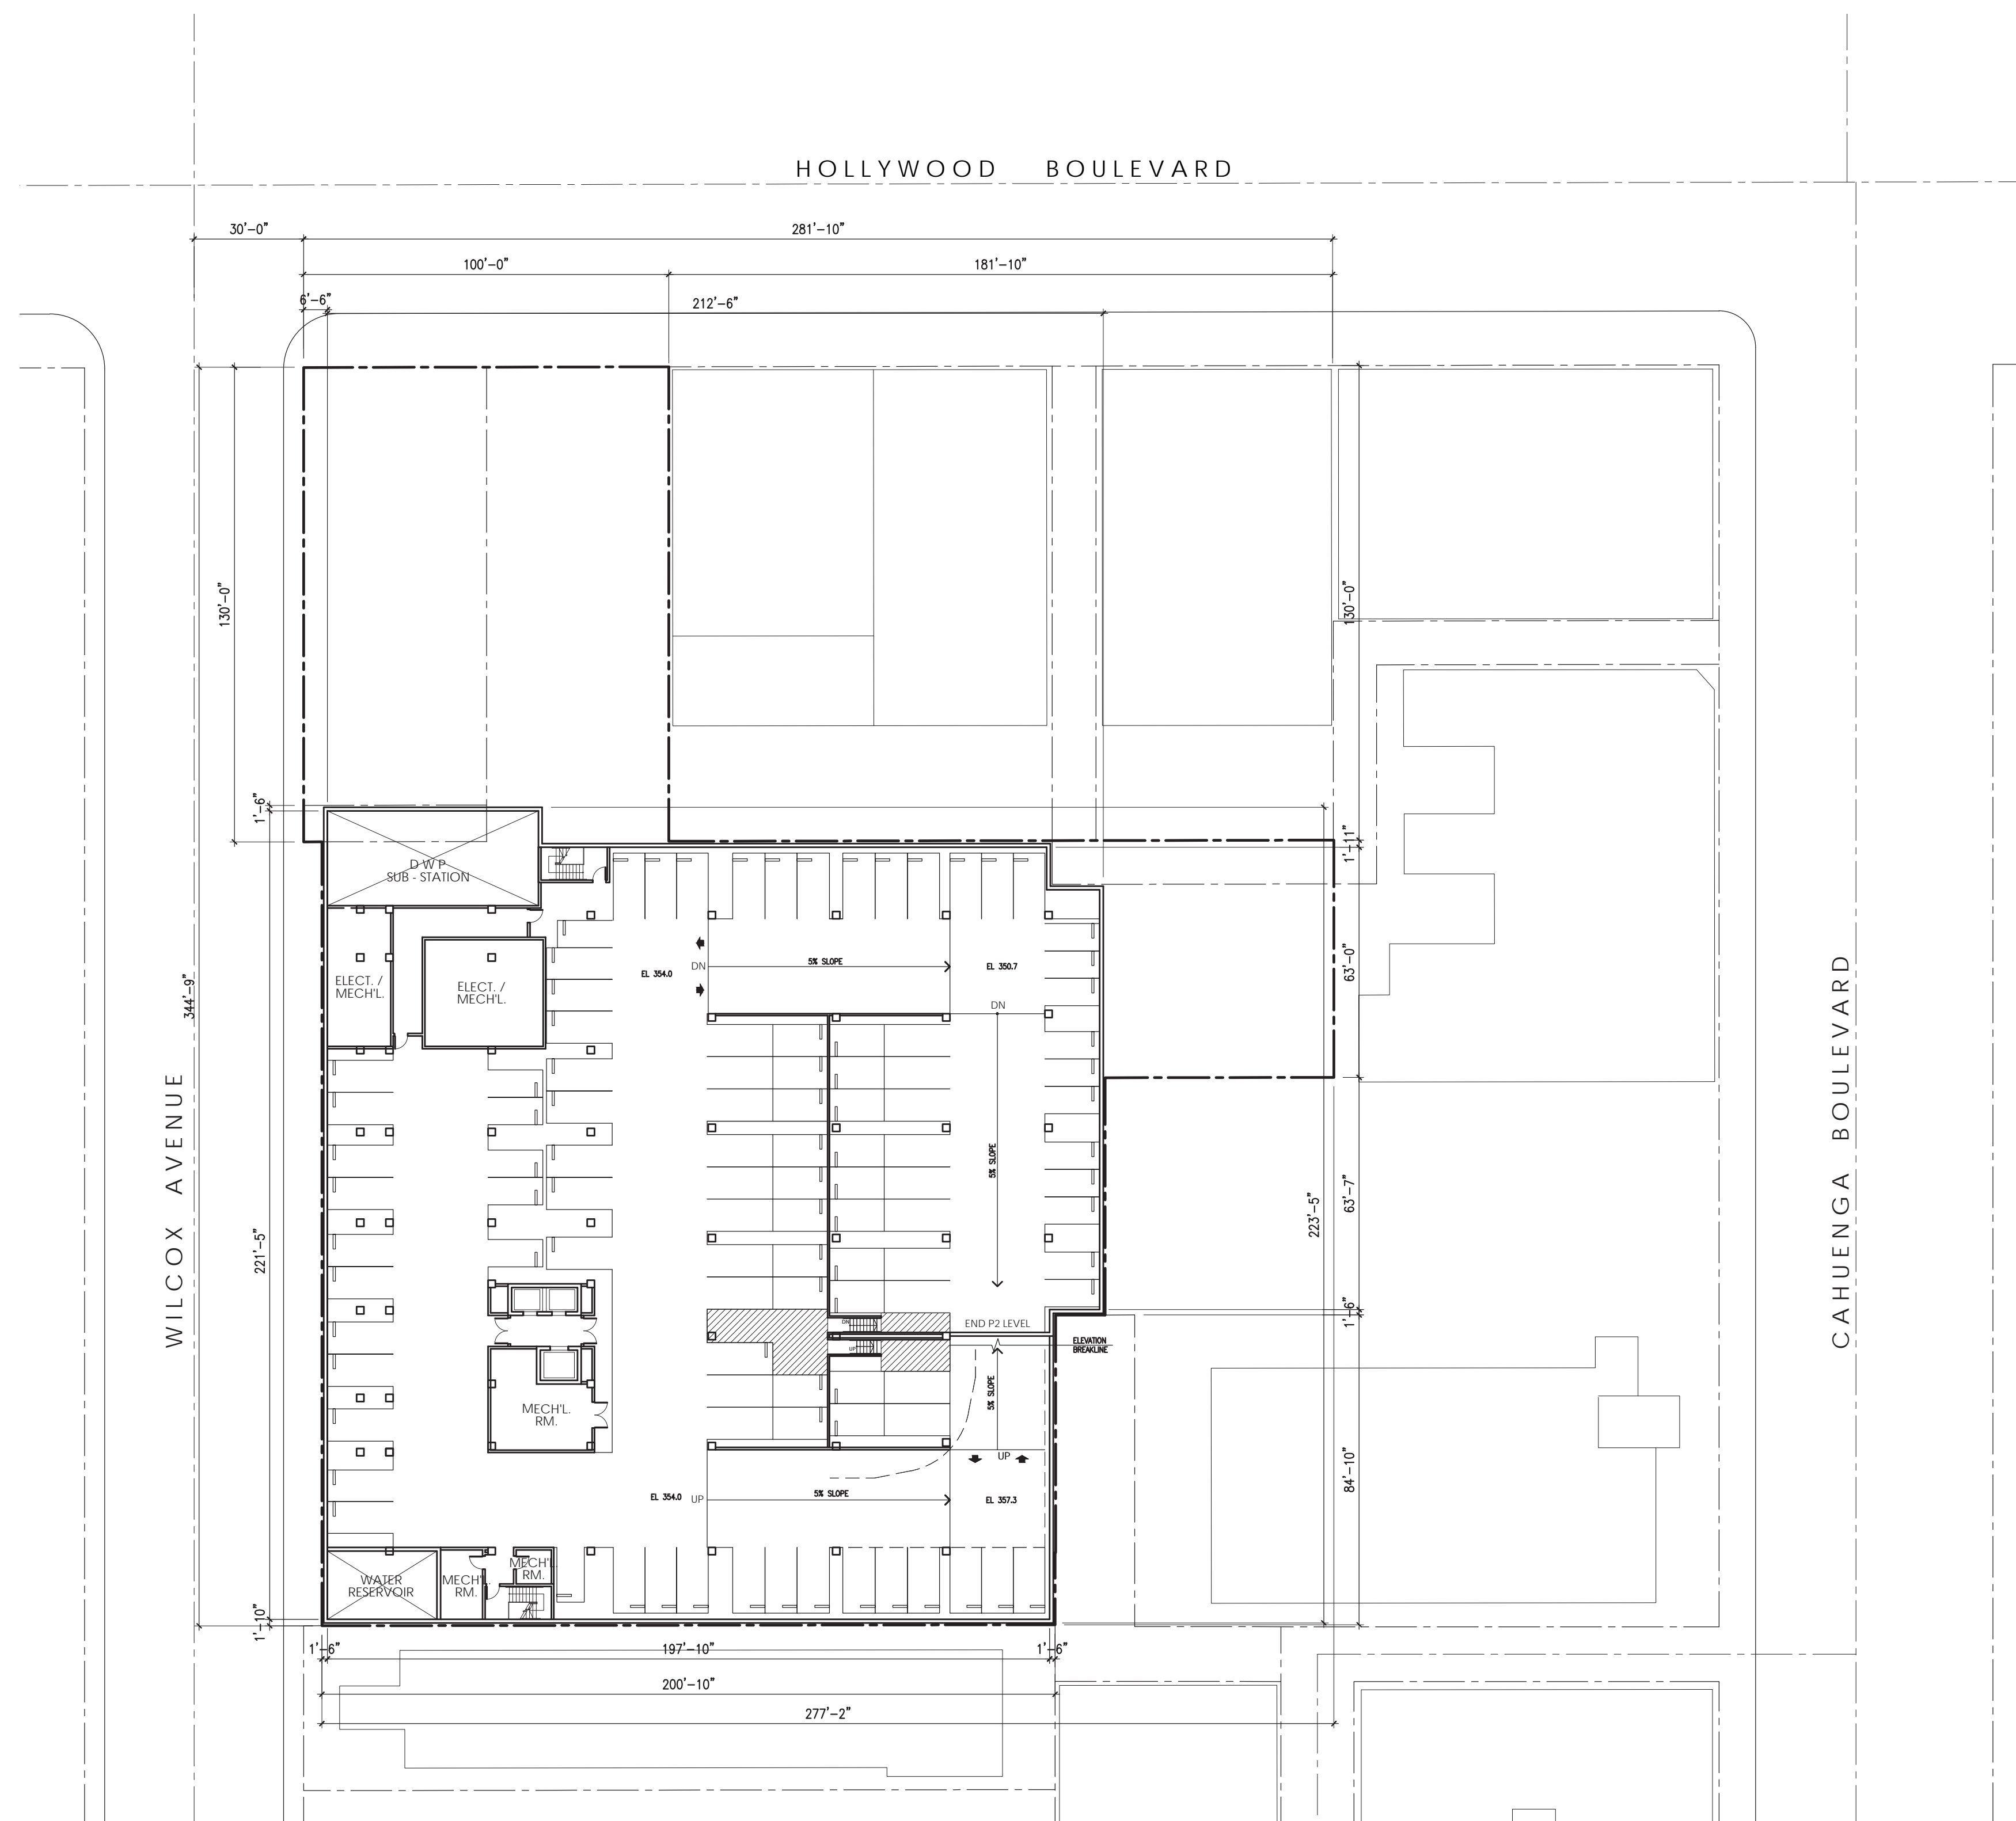 HOLLYWOOD BOULEVARD
30'-0"
281'-10"
100'-0"
181'-10"
6'-6"
212'-6"
130'-0"
130'-0"
1'-6"
1'-11"
D W P
SUB - STATION
344'-9"
ELECT. /
MECH'L.
ELECT. /
MECH'L.
EL 354.0
DN
5% SLOPE
EL 350.7
DN
63'-0"
WILCOX AVENUE
CAHUENGA BOULEVARD
5% SLOPE
221'-5"
223'-5"
63'-7"
1'-6"
DN
END P2 LEVEL
UP
ELEVATION
BREAKLINE
5% SLOPE
MECH'L.
RM.
UP
84'-10"
EL 354.0
UP
5% SLOPE
EL 357.3
WATER
RESERVOIR
MECH'L.
RM.
MECH'L.
RM.
1'-10"
1'-6"
197'-10"
1'-6"
200'-10"
277'-2"